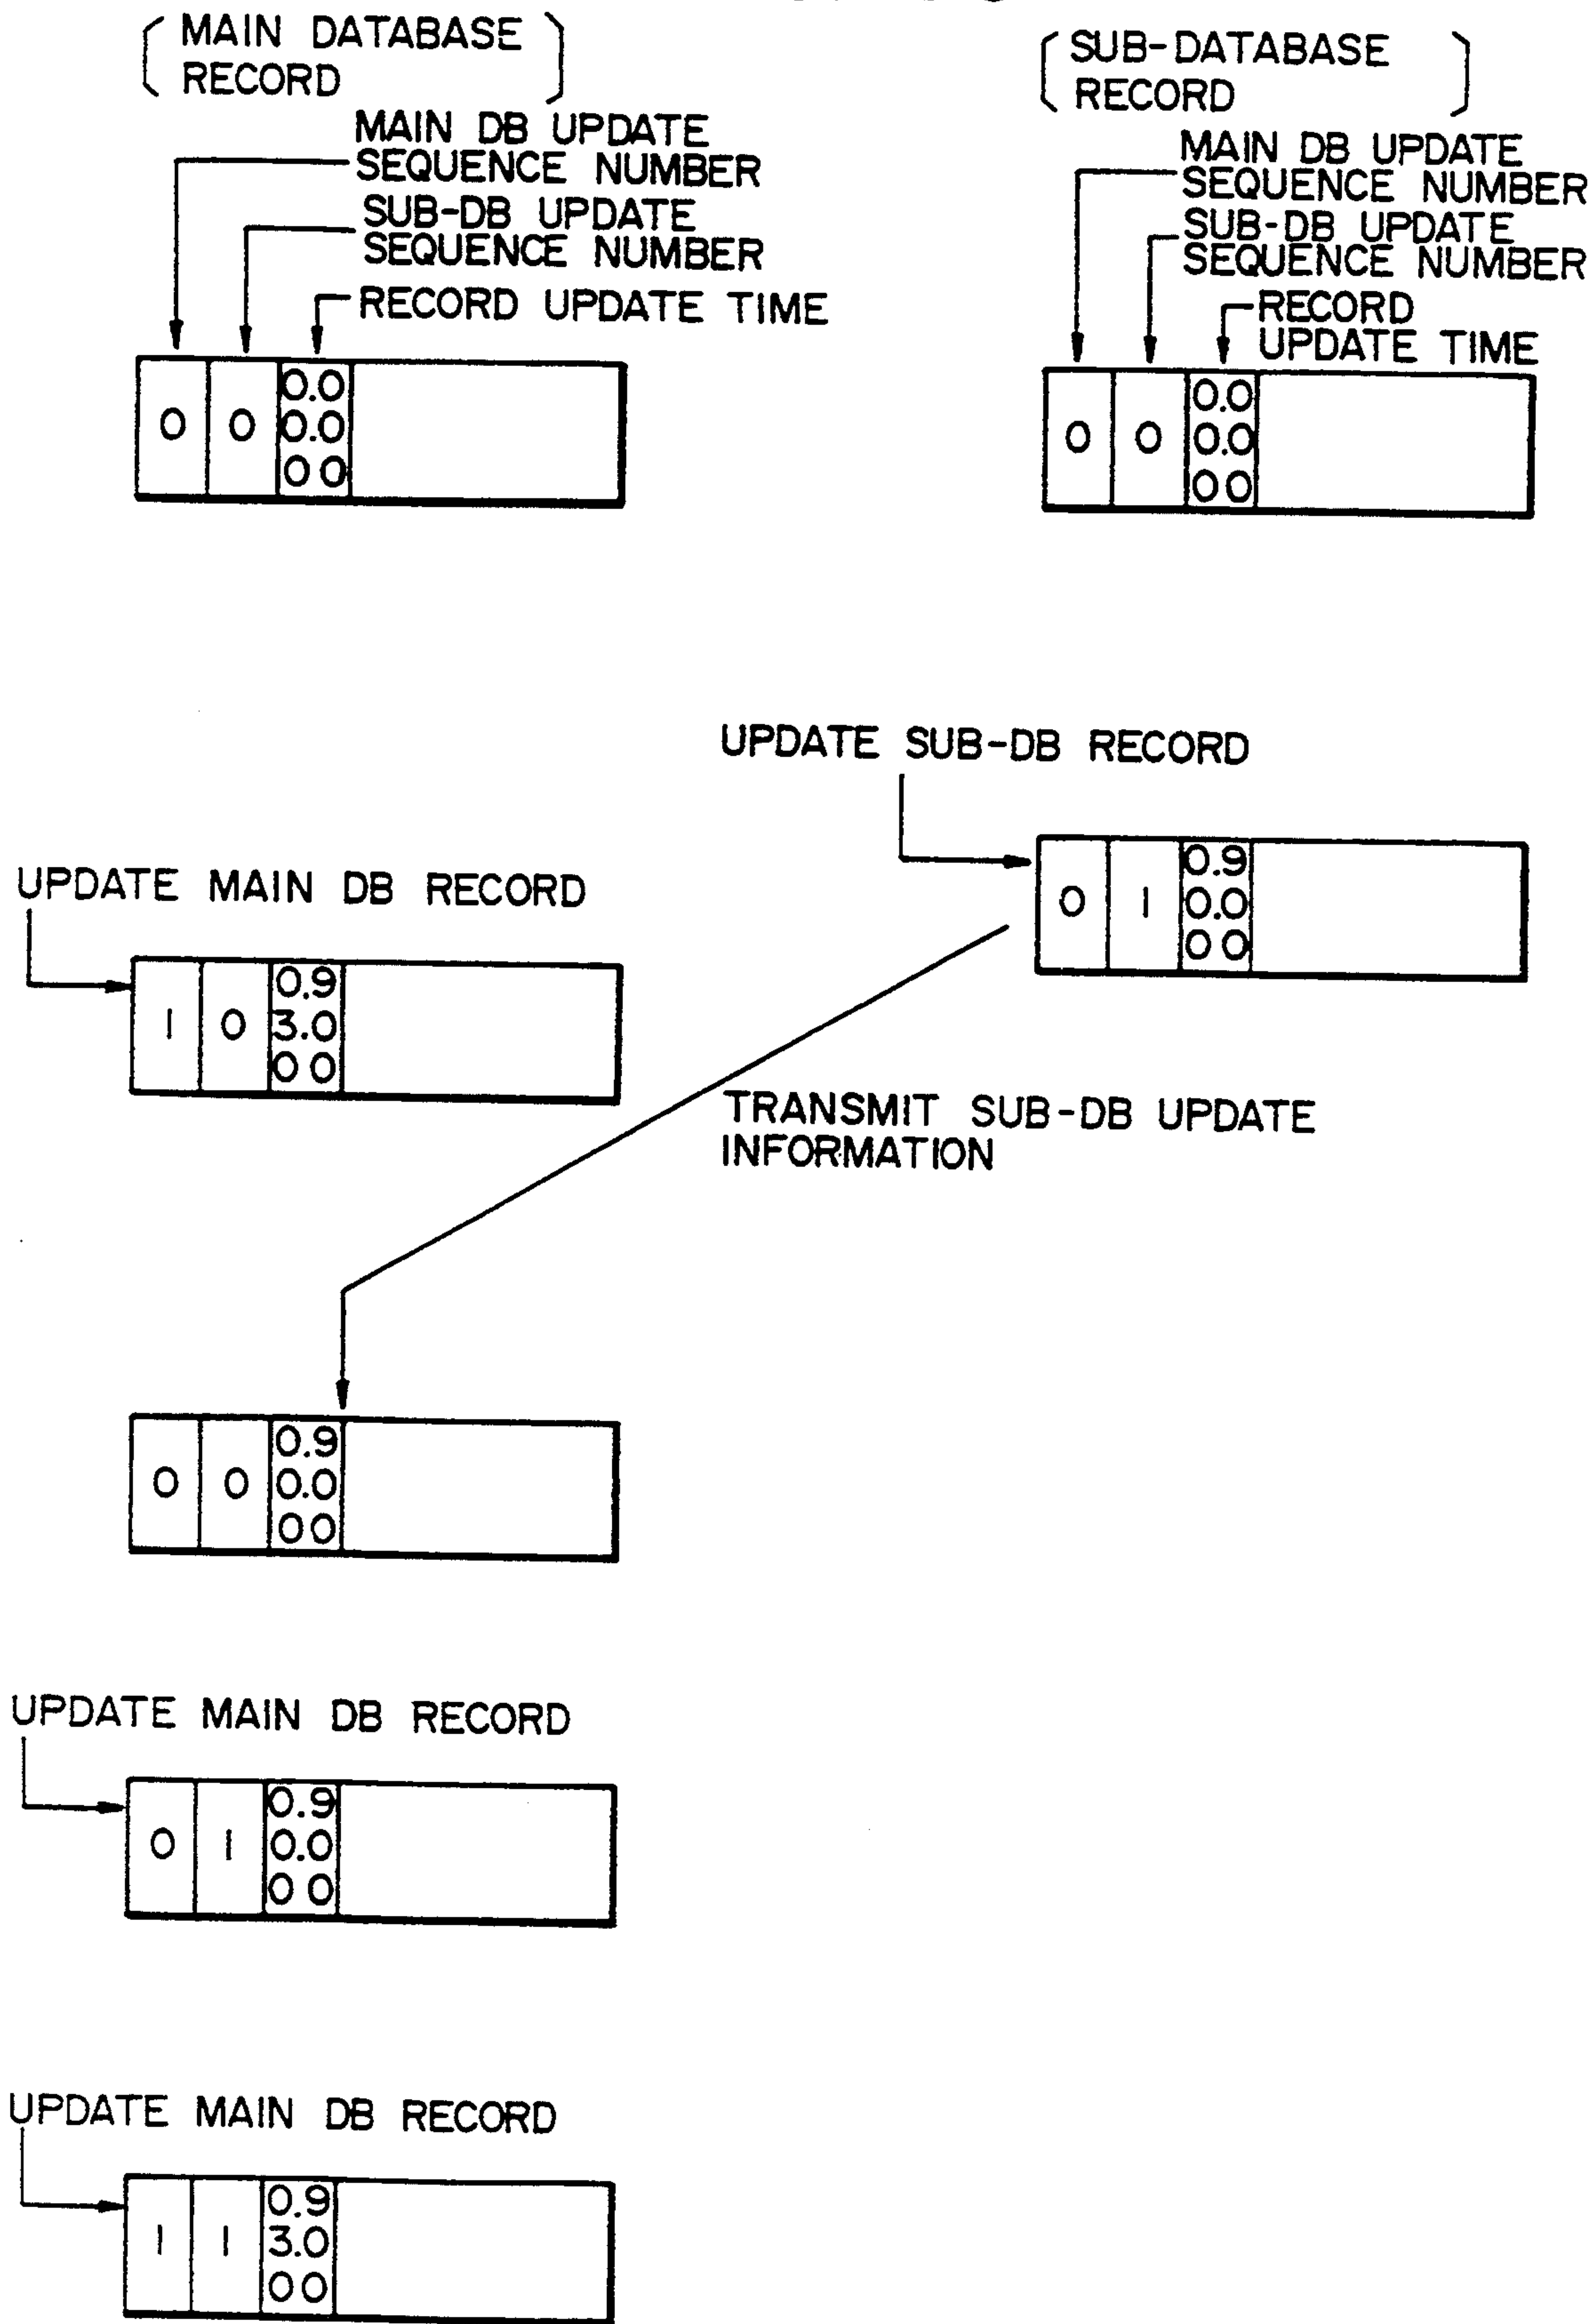 MAIN DATABASE
RECORD
MAIN DB UPDATE
SEQUENCE NUMBER
SUB-DB UPDATE
SEQUENCE NUMBER
RECORD UPDATE TIME
0 0 0.0
0.0
00
SUB-DATABASE
RECORD
MAIN DB UPDATE
SEQUENCE NUMBER
SUB-DB UPDATE
SEQUENCE NUMBER
RECORD
UPDATE TIME
0 0 0.0
0.0
00
UPDATE SUB-DB RECORD
0 1 0.9
0.0
00
UPDATE MAIN DB RECORD
1 0 0.9
3.0
00
TRANSMIT SUB-DB UPDATE
INFORMATION
0 0 0.9
0.0
00
UPDATE MAIN DB RECORD
0 1 0.9
0.0
00
UPDATE MAIN DB RECORD
1 1 0.9
3.0
00